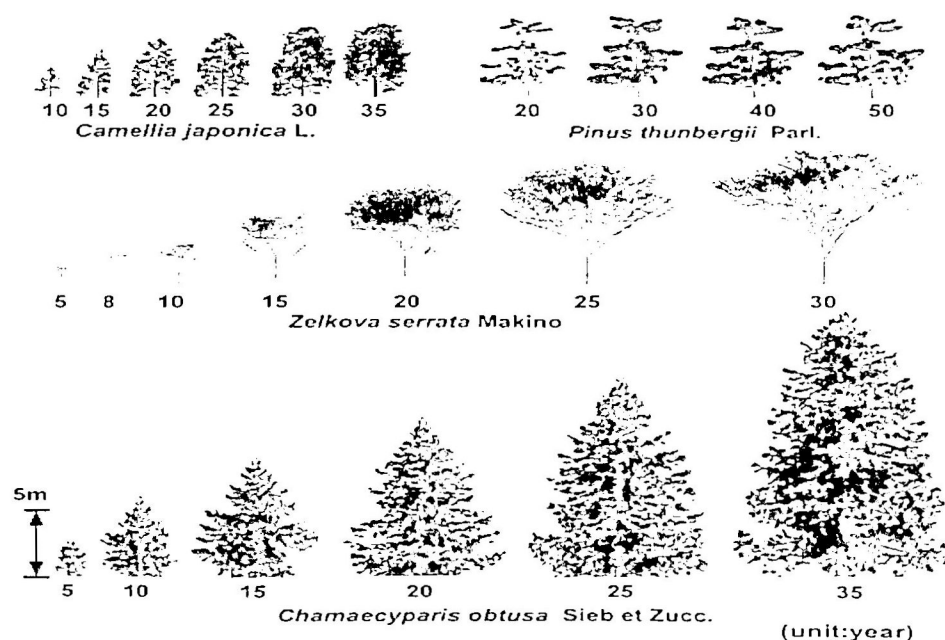 10 15 20 25 30 35
Camellia japonica L.
20 30 40 50
Pinus thunbergii Parl.
5 8 10 15 20 25 30
Zelkova serrata Makino
5m
5 10 15 20 25 35
Chamaecyparis obtusa Sieb et Zucc.
(unit:year)